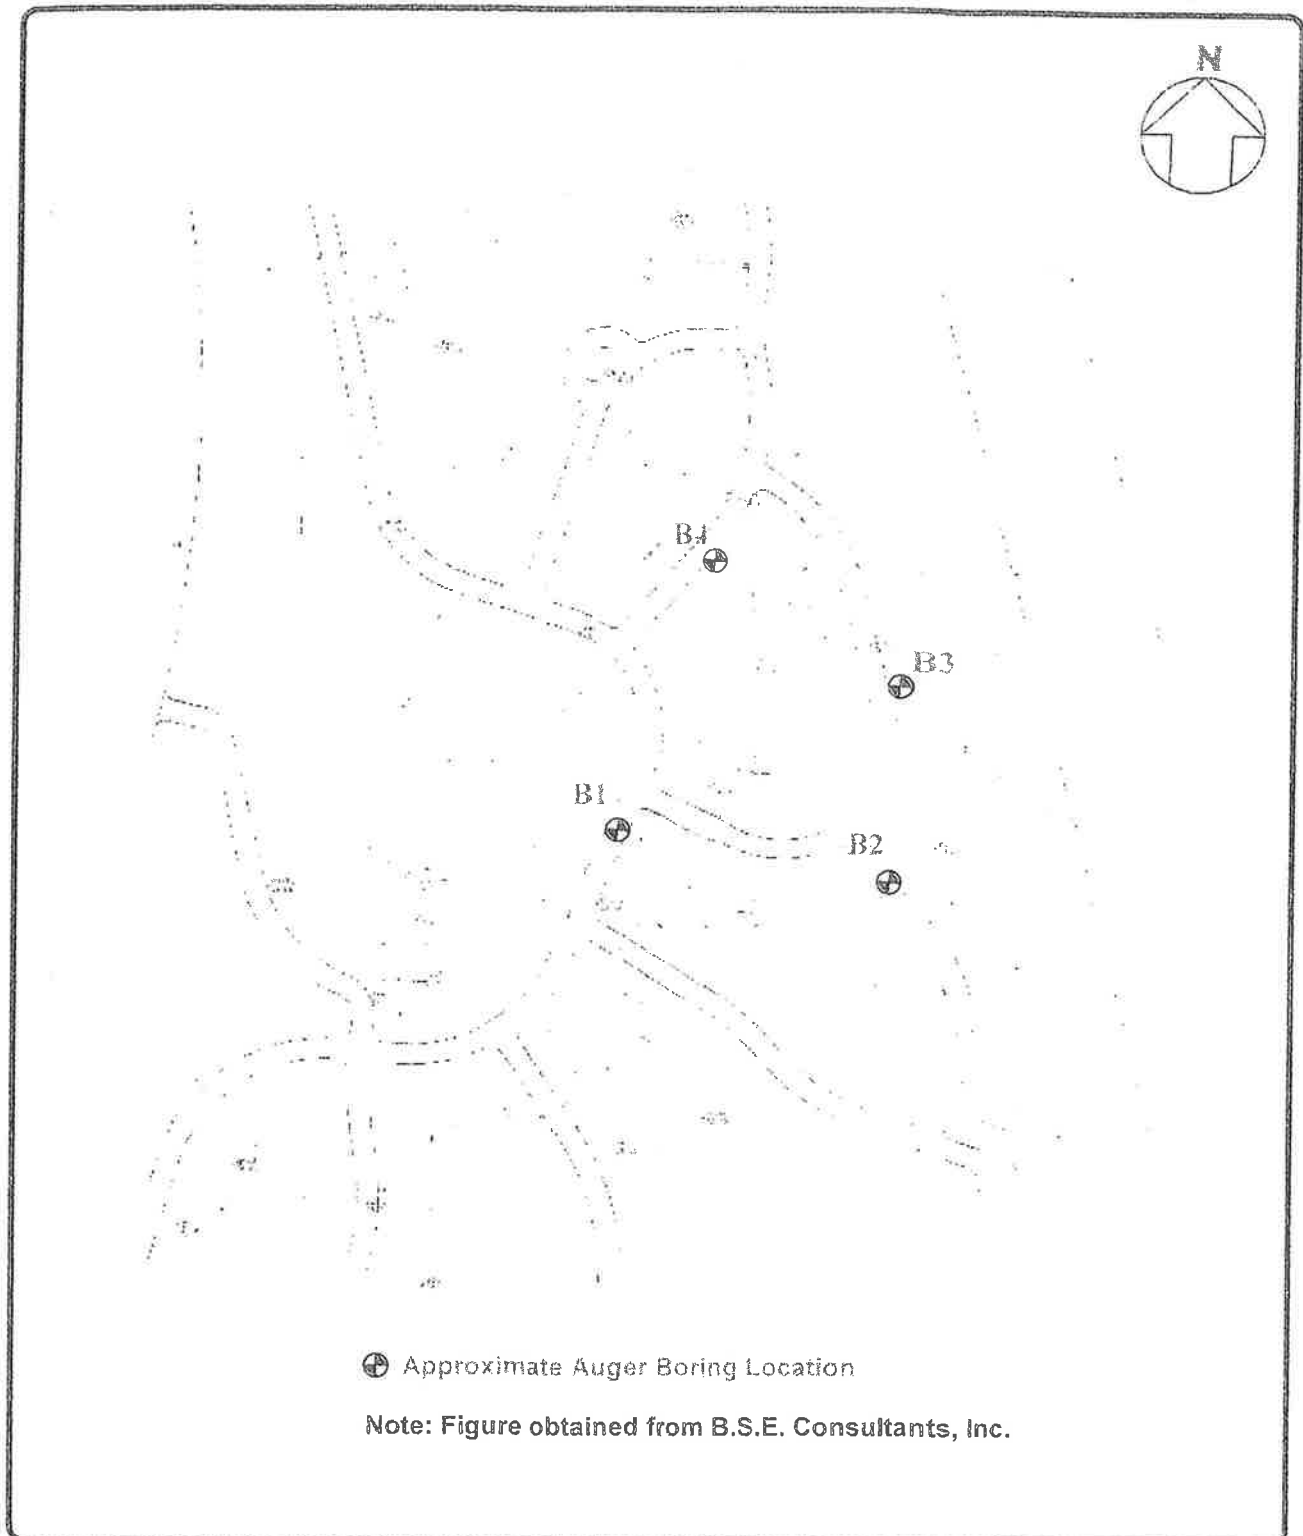 N
B4
B3
B1
B2
Approximate Auger Boring Location
Note: Figure obtained from B.S.E. Consultants, Inc.